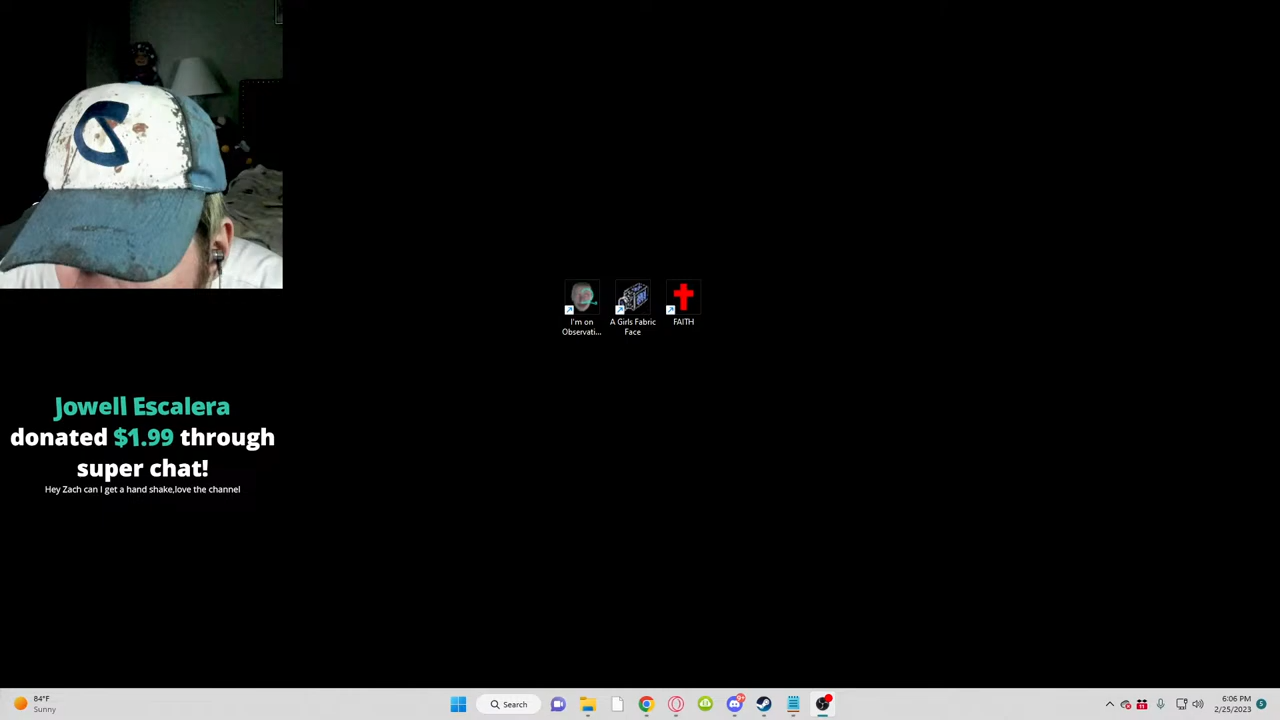 I'm on
Observati...
A Girls Fabric
Face
FAITH
Jowell Escalera
donated $1.99 through
super chat!
Hey Zach can I get a hand shake,love the channel
84°F
Sunny
Search
6:06 PM
2/25/2023